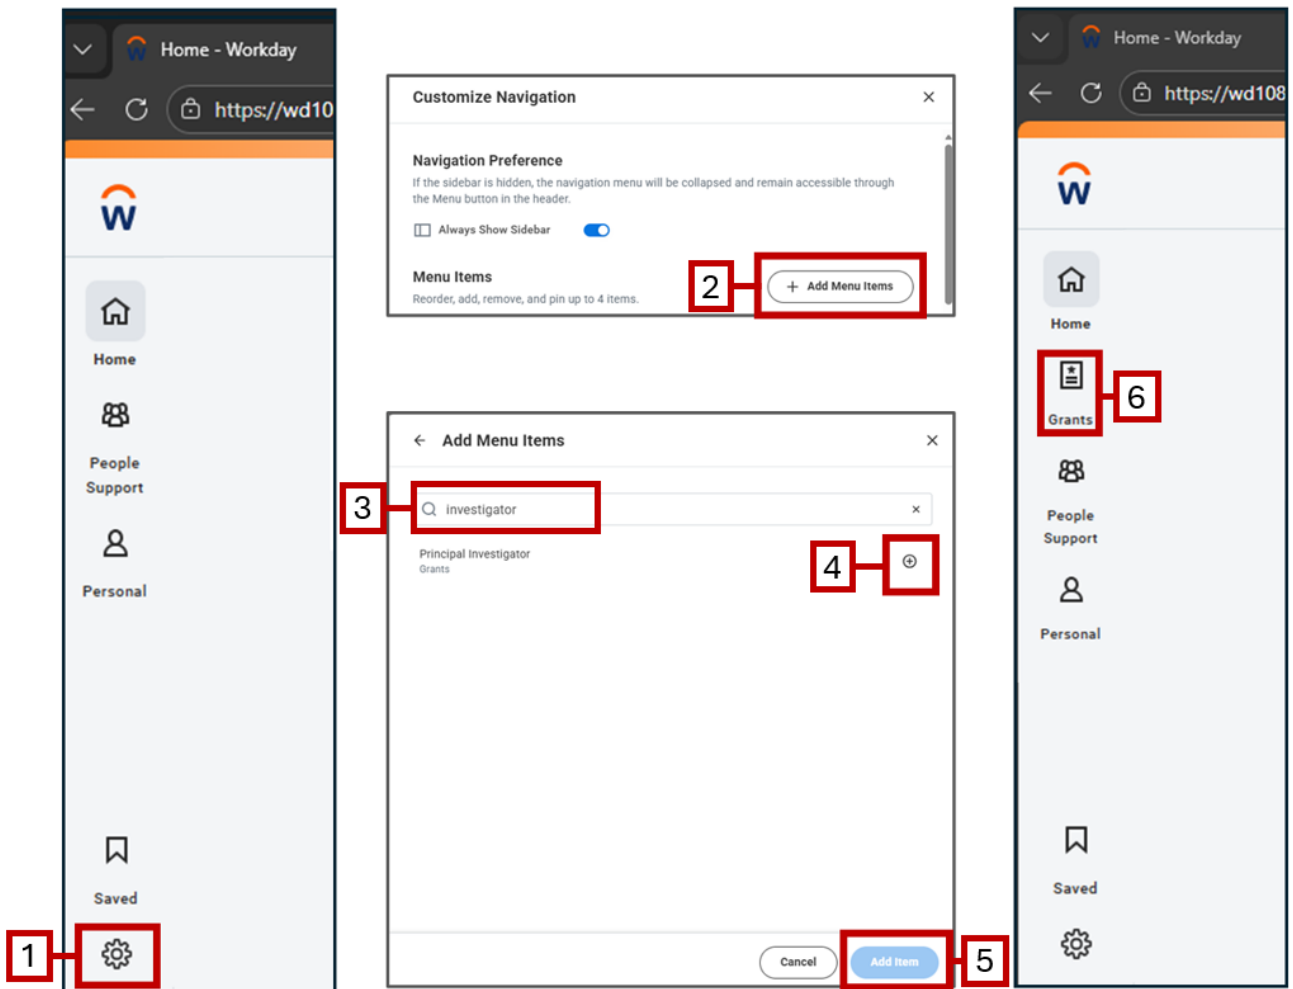 Home - Workday
https://wd10
W
Home
People
Support
Personal
Saved
1
Customize Navigation
Navigation Preference
If the sidebar is hidden, the navigation menu will be collapsed and remain accessible through
the Menu button in the header.
Always Show Sidebar
Menu Items
Reorder, add, remove, and pin up to 4 items.
2
+ Add Menu Items
Add Menu Items
3
investigator
Principal Investigator
Grants
4
Cancel
Add Item
5
Home - Workday
https://wd108
W
Home
Grants
6
People
Support
Personal
Saved